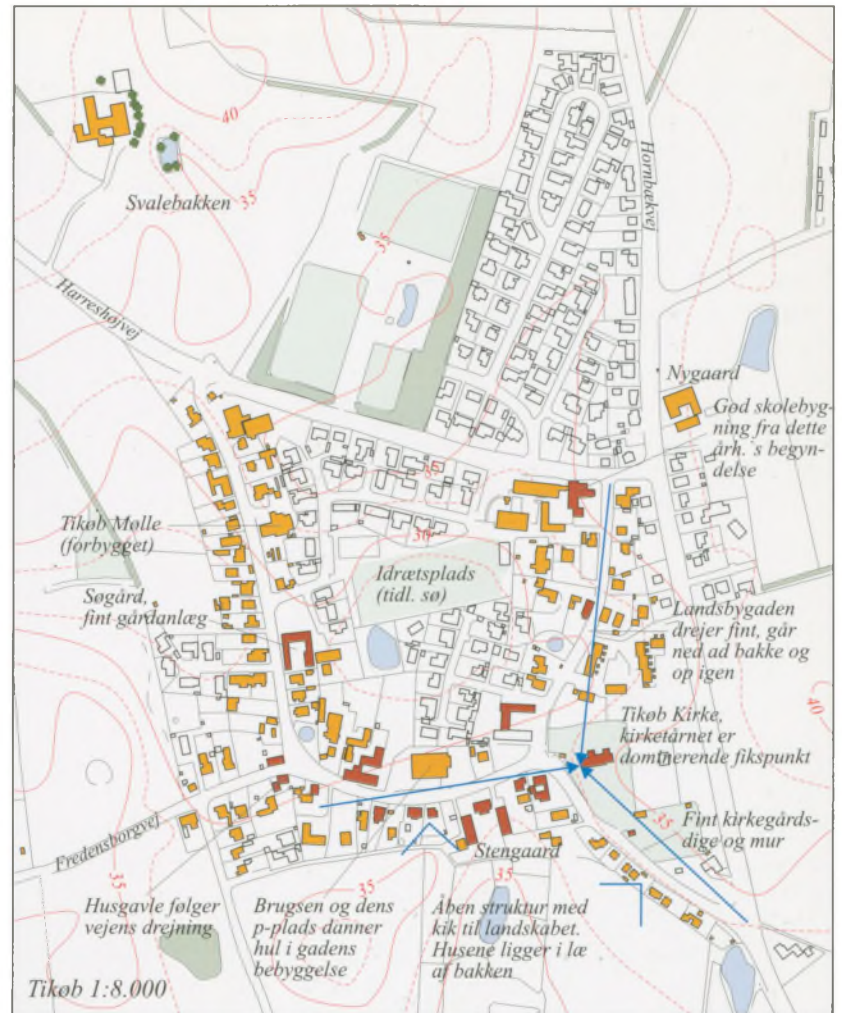 40
35
Svalebakken
35
Hornbækvej
Harreshøjvej
Nygaard
God skolebyg-
ning fra dette
årh.'s begyn-
delse
35
Tikøb Mølle
(forbygget)
30
Idrætsplads
(tidl. sø)
Søgård,
fint gårdanlæg
Landsbygaden
drejer fint, går
ned ad bakke og
op igen
40
Tikøb Kirke,
kirketårnet er
dominerende fikspunkt
35
Fint kirkegårds-
dige og mur
Fredensborgvej
Stengaard
35
35
35
Husgavle følger
vejens drejning
Brugsen og dens
p-plads danner
hul i gadens
bebyggelse
Åben struktur med
kik til landskabet.
Husene ligger i læ
af bakken
Tikøb 1:8.000